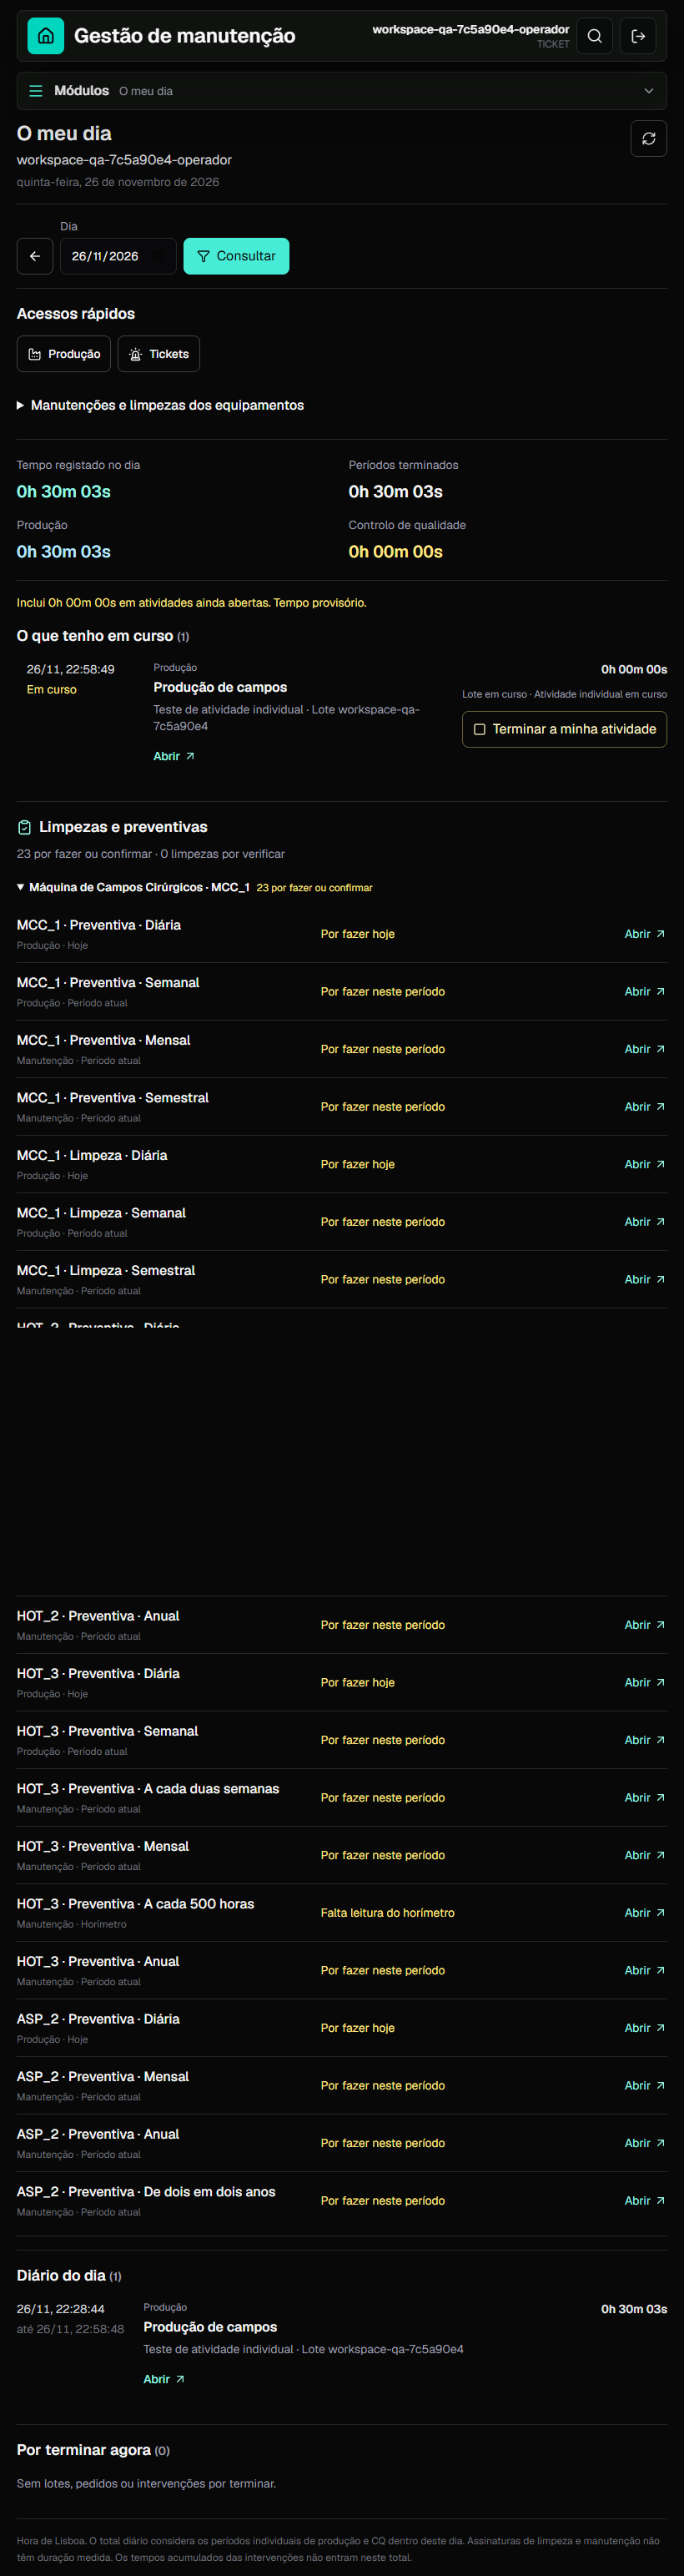 Gestão de manutenção
workspace-qa-7c5a90e4-operador
TICKET
Módulos O meu dia
O meu dia
workspace-qa-7c5a90e4-operador
quinta-feira, 26 de novembro de 2026
Dia
26/11/2026
Consultar
Acessos rápidos
Produção
Tickets
Manutenções e limpezas dos equipamentos
Tempo registado no dia
0h 30m 03s
Períodos terminados
0h 30m 03s
Produção
0h 30m 03s
Controlo de qualidade
0h 00m 00s
Inclui 0h 00m 00s em atividades ainda abertas. Tempo provisório.
O que tenho em curso (1)
26/11, 22:58:49
Em curso
Produção
Produção de campos
Teste de atividade individual · Lote workspace-qa-
7c5a90e4
Abrir
0h 00m 00s
Lote em curso · Atividade individual em curso
Terminar a minha atividade
Limpezas e preventivas
23 por fazer ou confirmar · 0 limpezas por verificar
Máquina de Campos Cirúrgicos · MCC_1 23 por fazer ou confirmar
MCC_1 · Preventiva · Diária
Produção · Hoje
Por fazer hoje
Abrir
MCC_1 · Preventiva · Semanal
Produção · Período atual
Por fazer neste período
Abrir
MCC_1 · Preventiva · Mensal
Manutenção · Período atual
Por fazer neste período
Abrir
MCC_1 · Preventiva · Semestral
Manutenção · Período atual
Por fazer neste período
Abrir
MCC_1 · Limpeza · Diária
Produção · Hoje
Por fazer hoje
Abrir
MCC_1 · Limpeza · Semanal
Produção · Período atual
Por fazer neste período
Abrir
MCC_1 · Limpeza · Semestral
Manutenção · Período atual
Por fazer neste período
Abrir
HOT_2 · Preventiva · Diária
HOT_2 · Preventiva · Anual
Manutenção · Período atual
Por fazer neste período
Abrir
HOT_3 · Preventiva · Diária
Produção · Hoje
Por fazer hoje
Abrir
HOT_3 · Preventiva · Semanal
Produção · Período atual
Por fazer neste período
Abrir
HOT_3 · Preventiva · A cada duas semanas
Manutenção · Período atual
Por fazer neste período
Abrir
HOT_3 · Preventiva · Mensal
Manutenção · Período atual
Por fazer neste período
Abrir
HOT_3 · Preventiva · A cada 500 horas
Manutenção · Horímetro
Falta leitura do horímetro
Abrir
HOT_3 · Preventiva · Anual
Manutenção · Período atual
Por fazer neste período
Abrir
ASP_2 · Preventiva · Diária
Produção · Hoje
Por fazer hoje
Abrir
ASP_2 · Preventiva · Mensal
Manutenção · Período atual
Por fazer neste período
Abrir
ASP_2 · Preventiva · Anual
Manutenção · Período atual
Por fazer neste período
Abrir
ASP_2 · Preventiva · De dois em dois anos
Manutenção · Período atual
Por fazer neste período
Abrir
Diário do dia (1)
26/11, 22:28:44
até 26/11, 22:58:48
Produção
Produção de campos
Teste de atividade individual · Lote workspace-qa-7c5a90e4
Abrir
0h 30m 03s
Por terminar agora (0)
Sem lotes, pedidos ou intervenções por terminar.
Hora de Lisboa. O total diário considera os períodos individuais de produção e CQ dentro deste dia. Assinaturas de limpeza e manutenção não
têm duração medida. Os tempos acumulados das intervenções não entram neste total.